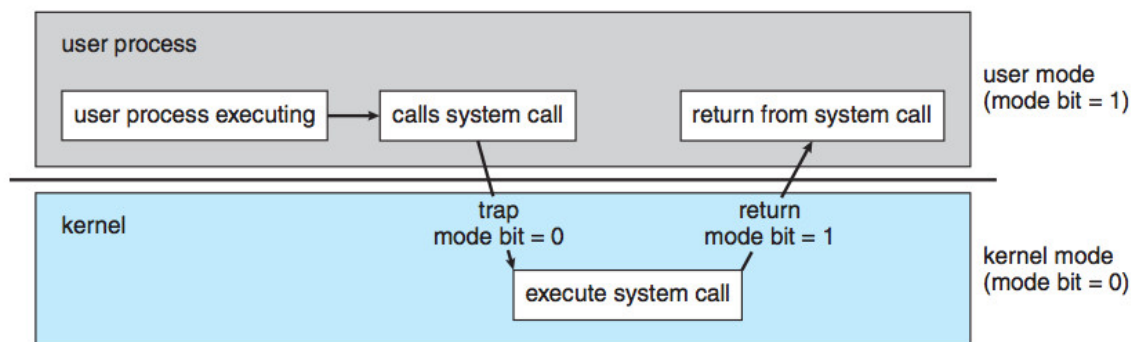 user process
user process executing
calls system call
return from system call
user mode
(mode bit = 1)
kernel
trap
mode bit = 0
return
mode bit = 1
execute system call
kernel mode
(mode bit = 0)